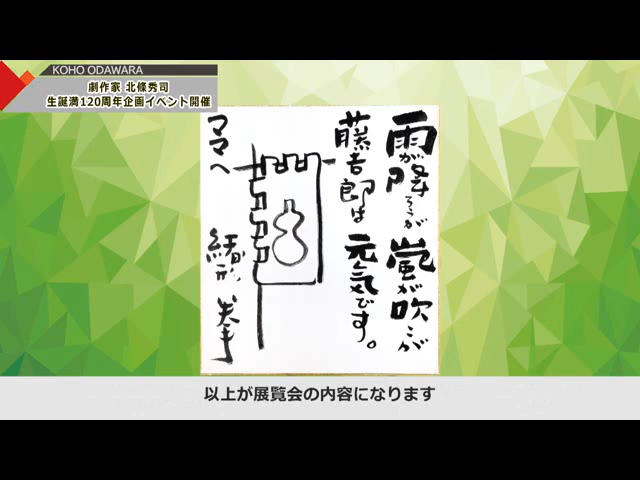 KOHO ODAWARA
劇作家 北條秀司
生誕満120周年企画イベント開催
雨が降ろうが嵐が吹こが
藤吉郎は元気です。
ママへ
緒形拳
以上が展覧会の内容になります